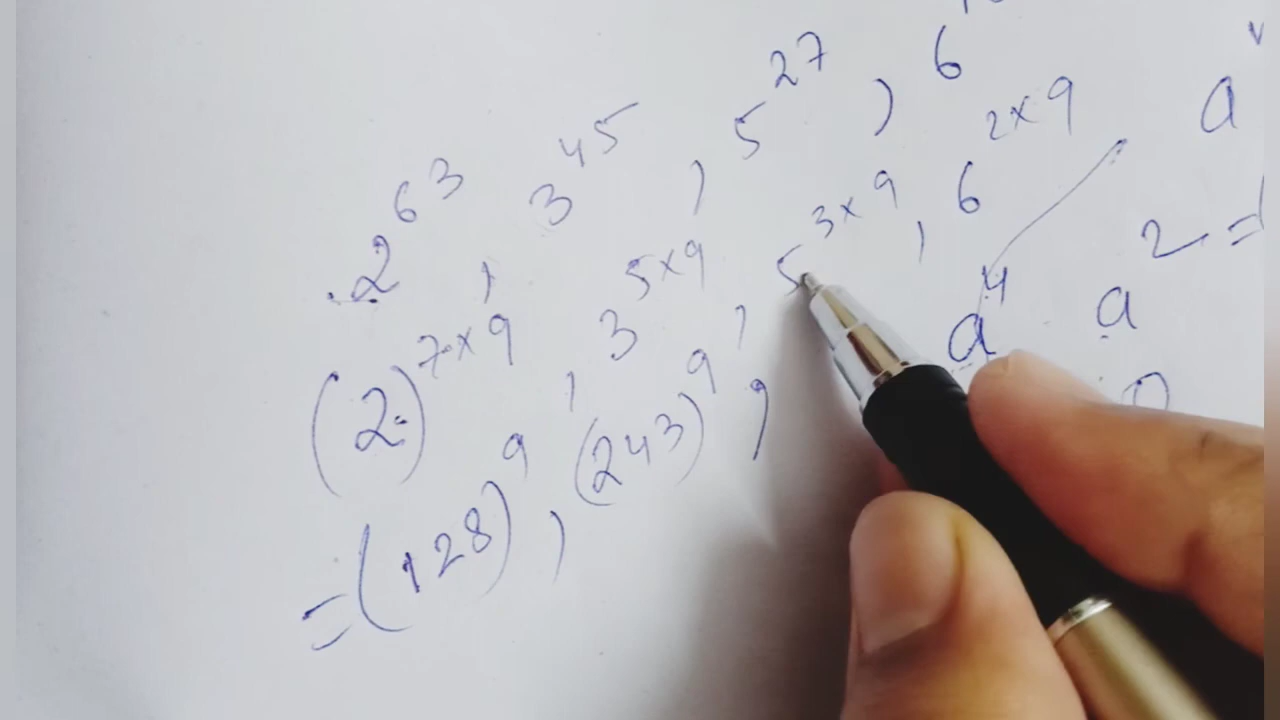 2^63 , 3^45 , 5^27 , 6
(2)^7×9 , 3^5×9 , 5^3×9 , 6^2×9
= (128)^9 , (243)^9 ,
a
2 =
a^4 a